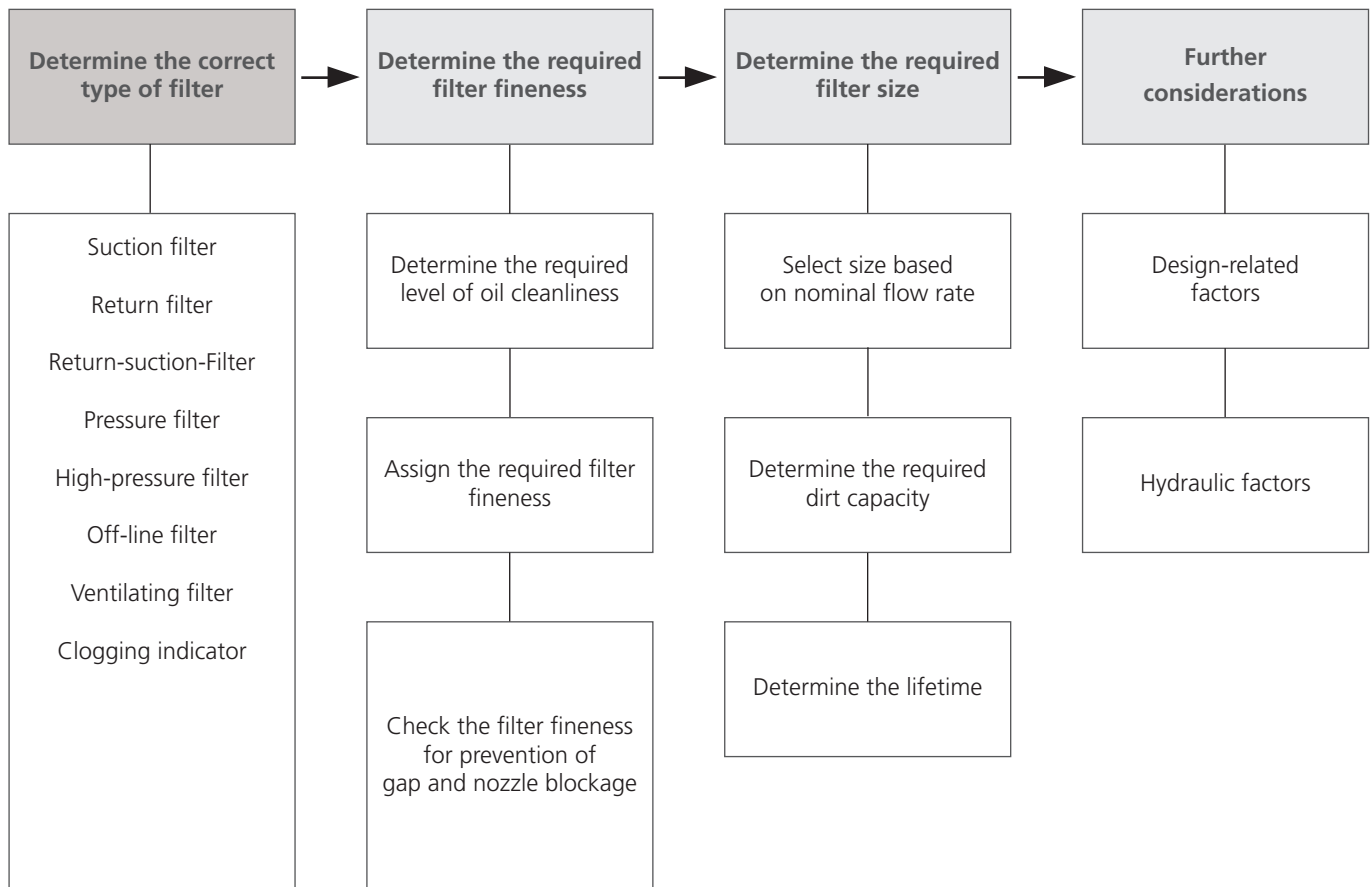 Determine the correct
type of filter
Suction filter
Return filter
Return-suction-Filter
Pressure filter
High-pressure filter
Off-line filter
Ventilating filter
Clogging indicator
Determine the required
filter fineness
Determine the required
level of oil cleanliness
Assign the required filter
fineness
Check the filter fineness
for prevention of
gap and nozzle blockage
Determine the required
filter size
Select size based
on nominal flow rate
Determine the required
dirt capacity
Determine the lifetime
Further
considerations
Design-related
factors
Hydraulic factors